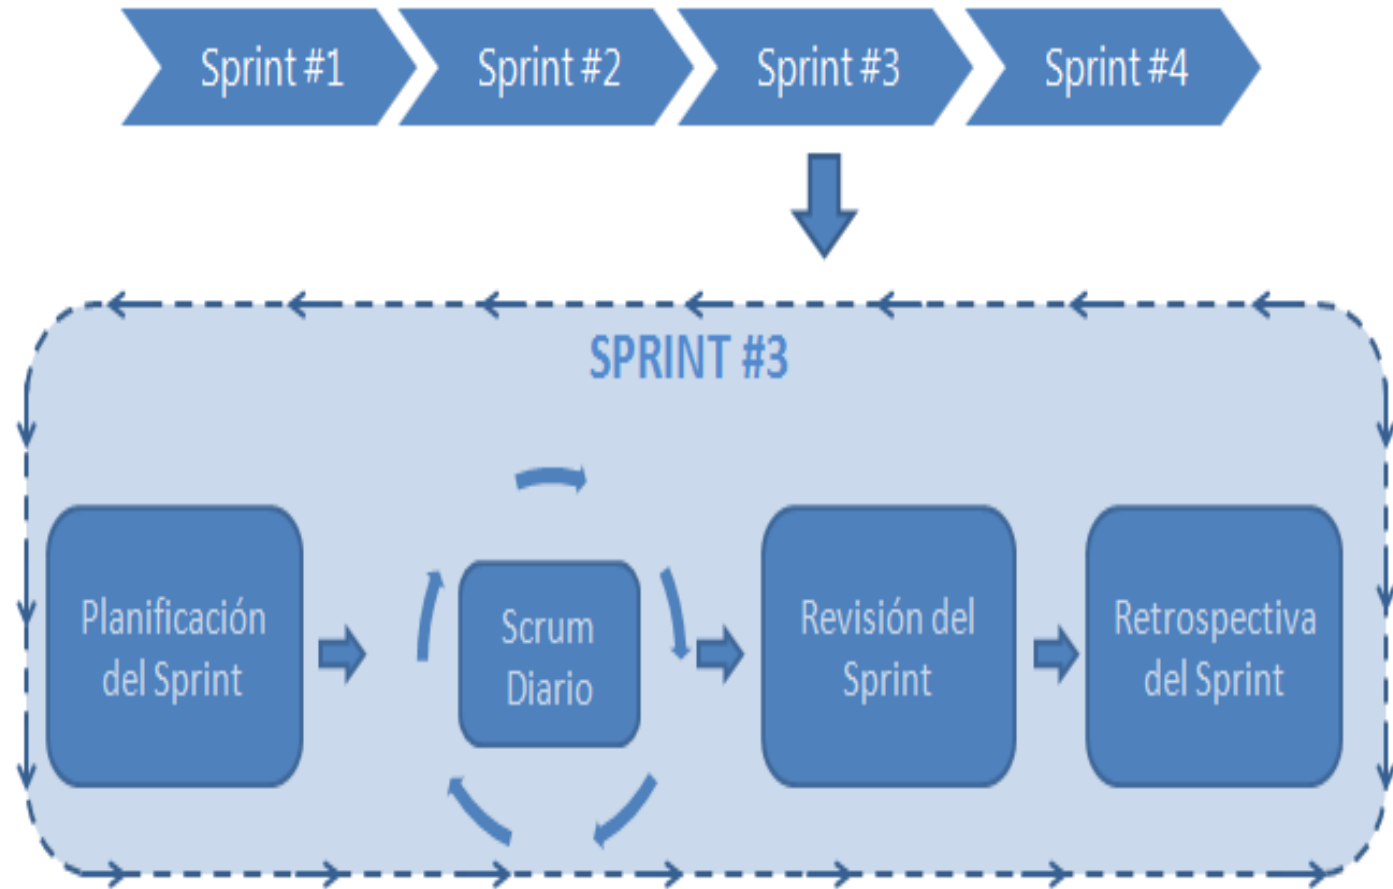 Sprint #1
Sprint #2
Sprint #3
Sprint #4
SPRINT #3
Planificación
del Sprint
Scrum
Diario
Revisión del
Sprint
Retrospectiva
del Sprint